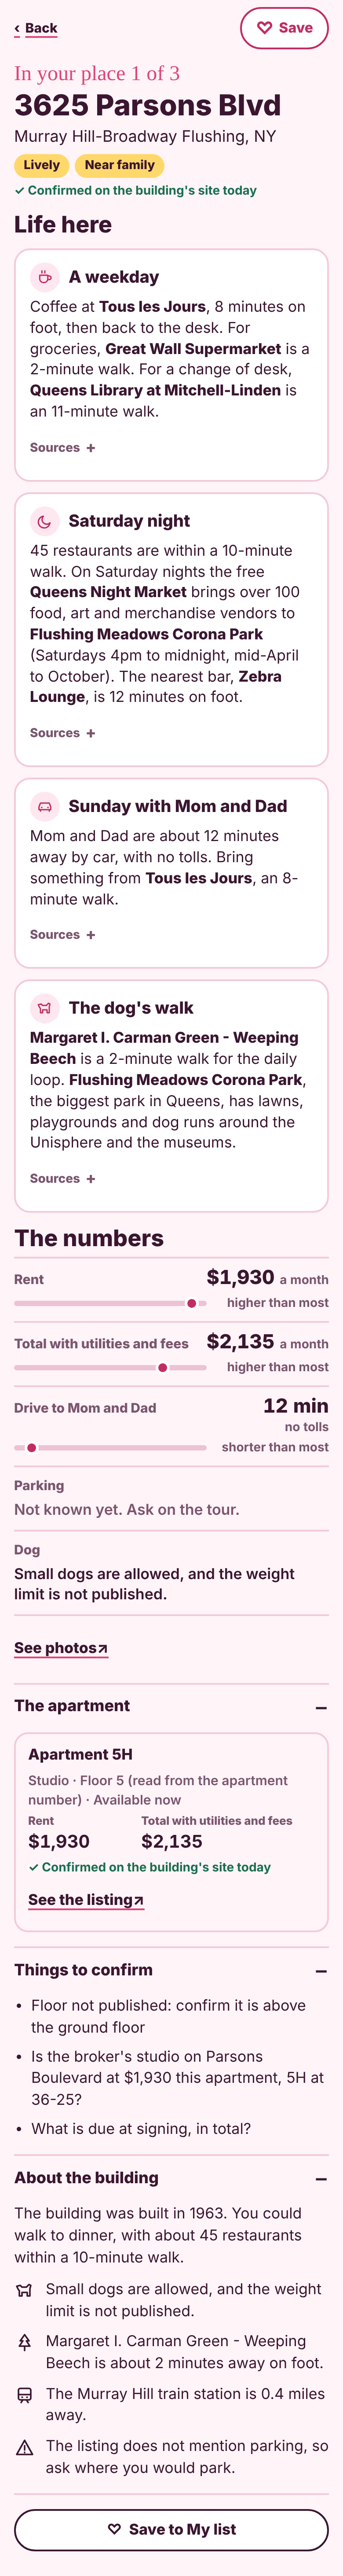 ‹ Back
Save
In your place 1 of 3
3625 Parsons Blvd
Murray Hill-Broadway Flushing, NY
Lively
Near family
✓ Confirmed on the building's site today
Life here
A weekday
Coffee at Tous les Jours, 8 minutes on
foot, then back to the desk. For
groceries, Great Wall Supermarket is a
2-minute walk. For a change of desk,
Queens Library at Mitchell-Linden is
an 11-minute walk.
Sources +
Saturday night
45 restaurants are within a 10-minute
walk. On Saturday nights the free
Queens Night Market brings over 100
food, art and merchandise vendors to
Flushing Meadows Corona Park
(Saturdays 4pm to midnight, mid-April
to October). The nearest bar, Zebra
Lounge, is 12 minutes on foot.
Sources +
Sunday with Mom and Dad
Mom and Dad are about 12 minutes
away by car, with no tolls. Bring
something from Tous les Jours, an 8-
minute walk.
Sources +
The dog's walk
Margaret I. Carman Green - Weeping
Beech is a 2-minute walk for the daily
loop. Flushing Meadows Corona Park,
the biggest park in Queens, has lawns,
playgrounds and dog runs around the
Unisphere and the museums.
Sources +
The numbers
Rent $1,930 a month
higher than most
Total with utilities and fees $2,135 a month
higher than most
Drive to Mom and Dad 12 min
no tolls
shorter than most
Parking
Not known yet. Ask on the tour.
Dog
Small dogs are allowed, and the weight
limit is not published.
See photos↗
The apartment –
Apartment 5H
Studio · Floor 5 (read from the apartment
number) · Available now
Rent Total with utilities and fees
$1,930 $2,135
✓ Confirmed on the building's site today
See the listing↗
Things to confirm –
• Floor not published: confirm it is above
the ground floor
• Is the broker's studio on Parsons
Boulevard at $1,930 this apartment, 5H at
36-25?
• What is due at signing, in total?
About the building –
The building was built in 1963. You could
walk to dinner, with about 45 restaurants
within a 10-minute walk.
Small dogs are allowed, and the weight
limit is not published.
Margaret I. Carman Green - Weeping
Beech is about 2 minutes away on foot.
The Murray Hill train station is 0.4 miles
away.
The listing does not mention parking, so
ask where you would park.
Save to My list